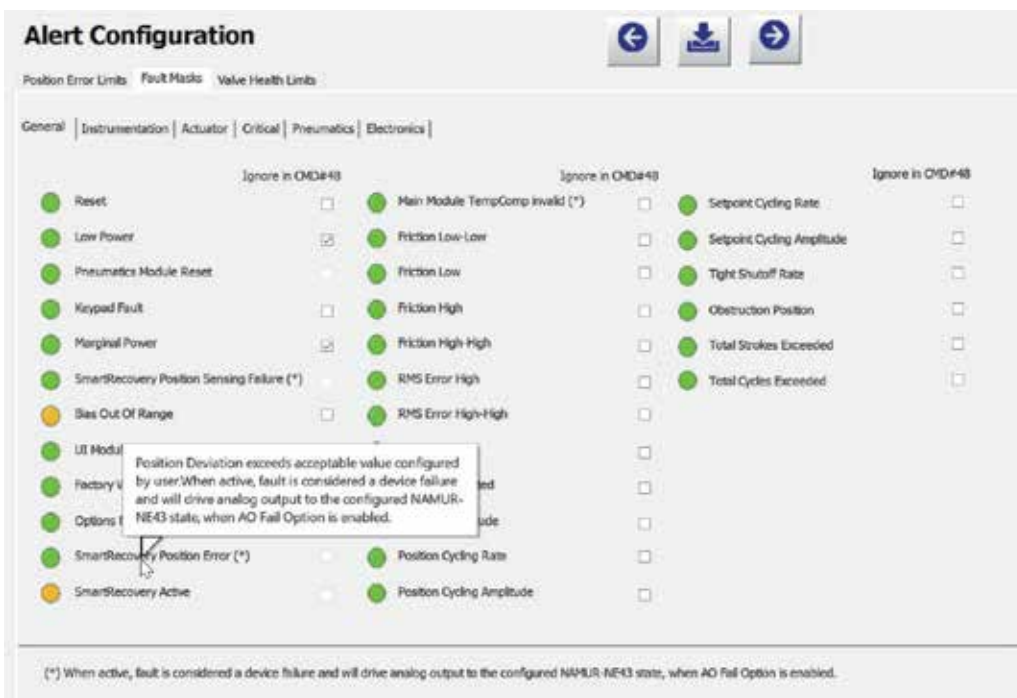 Alert Configuration
Position Error Limits Fault Masks Valve Health Limits
General | Instrumentation | Actuator | Critical | Pneumatics | Electronics |
Ignore in CMD#48
Reset
Low Power
Pneumatics Module Reset
Keypad Fault
Marginal Power
SmartRecovery Position Sensing Failure (*)
Bias Out Of Range
UI Modul
Factory
Options
SmartRecovery Position Error (*)
SmartRecovery Active
Position Deviation exceeds acceptable value configured
by user.When active, fault is considered a device failure
and will drive analog output to the configured NAMUR-
NE43 state, when AO Fail Option is enabled.
Ignore in CMD#48
Main Module TempComp invalid (*)
Friction Low-Low
Friction Low
Friction High
Friction High-High
RMS Error High
RMS Error High-High
ted
ude
Position Cycling Rate
Position Cycling Amplitude
Ignore in CMD#48
Setpoint Cycling Rate
Setpoint Cycling Amplitude
Tight Shutoff Rate
Obstruction Position
Total Strokes Exceeded
Total Cycles Exceeded
(*) When active, fault is considered a device failure and will drive analog output to the configured NAMUR-NE43 state, when AO Fail Option is enabled.